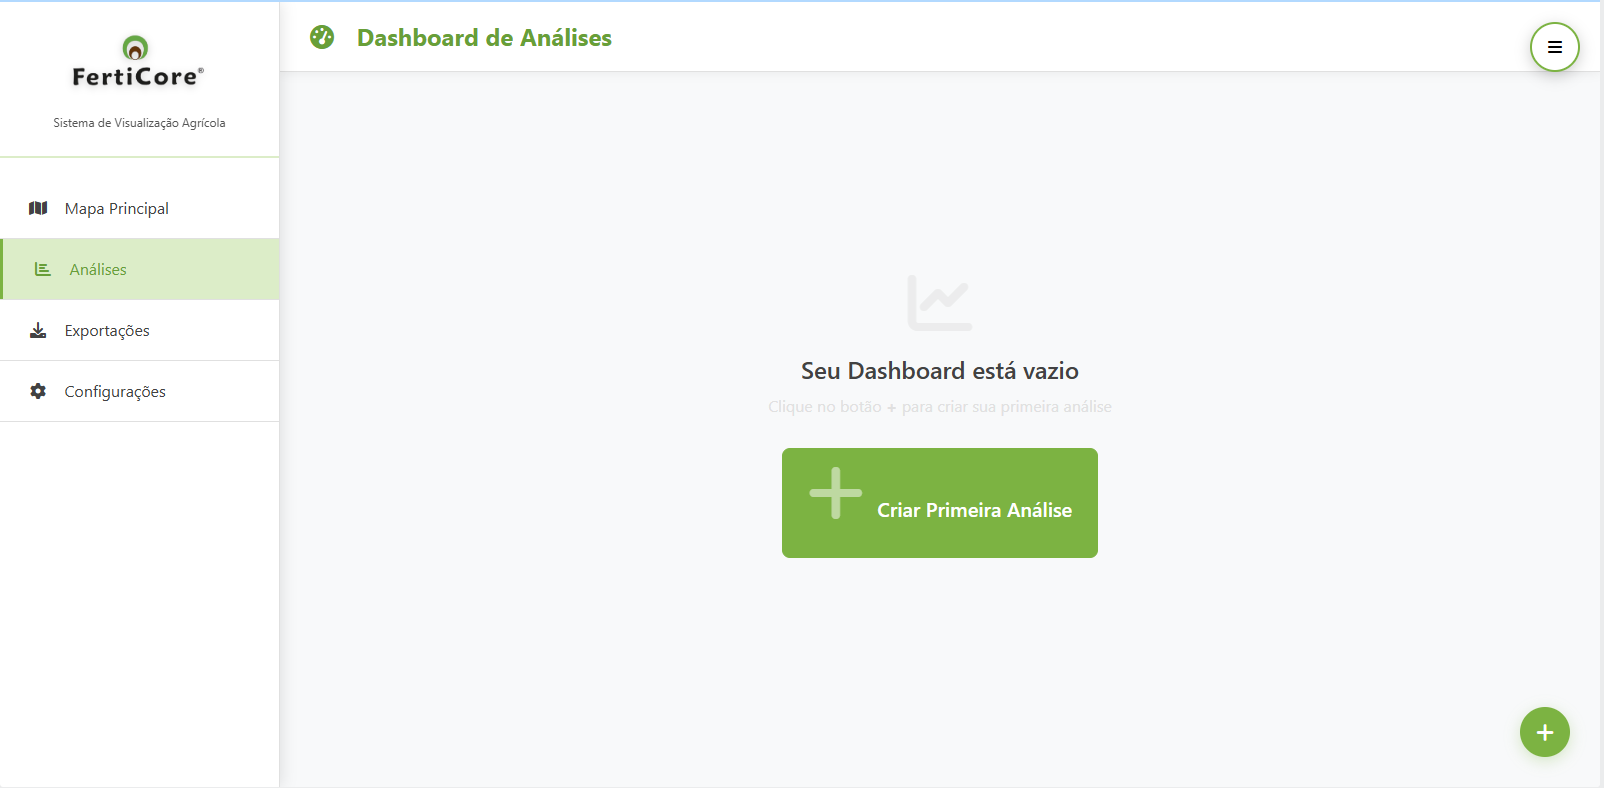 FertiCore®
Sistema de Visualização Agrícola
Mapa Principal
Análises
Exportações
Configurações
Dashboard de Análises
Seu Dashboard está vazio
Clique no botão + para criar sua primeira análise
Criar Primeira Análise